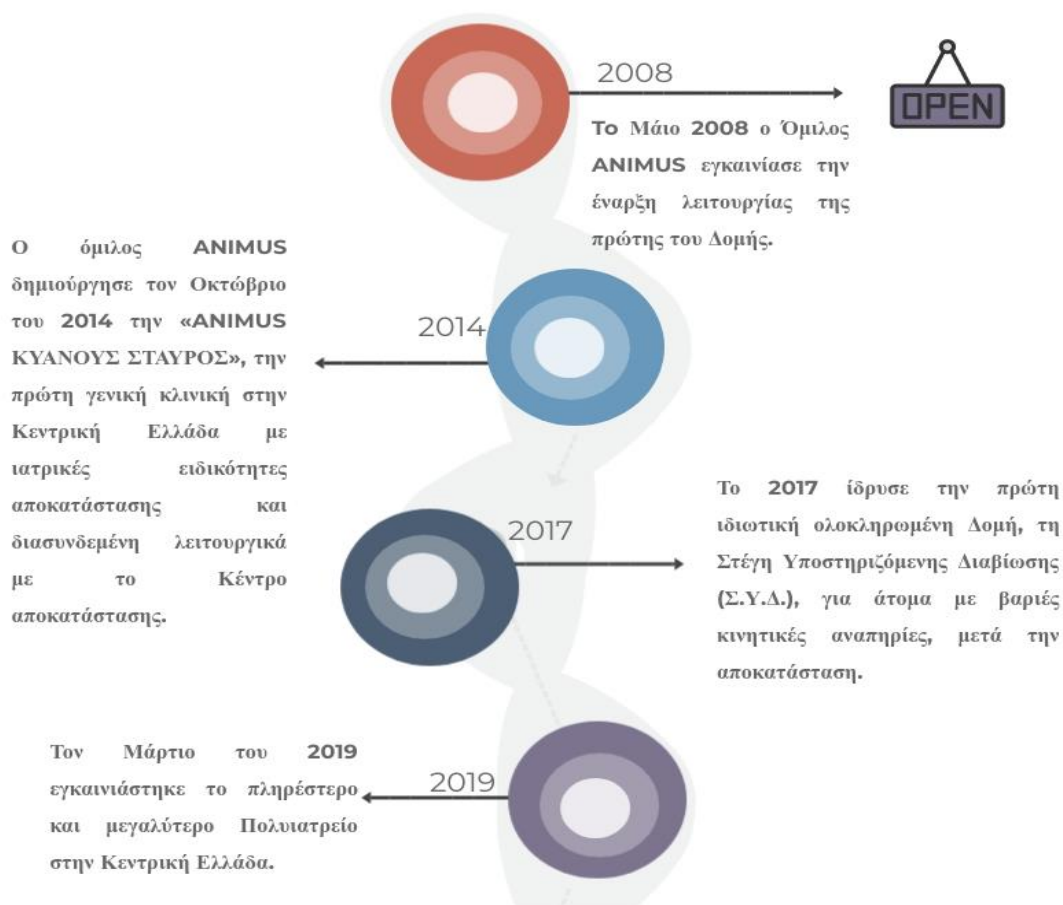 2008
OPEN
Το Μάιο 2008 ο Όμιλος
ANIMUS εγκαινίασε την
έναρξη λειτουργίας της
πρώτης του Δομής.
Ο όμιλος ANIMUS
δημιούργησε τον Οκτώβριο
του 2014 την «ANIMUS
ΚΥΑΝΟΥΣ ΣΤΑΥΡΟΣ», την
πρώτη γενική κλινική στην
Κεντρική Ελλάδα με
ιατρικές ειδικότητες
αποκατάστασης και
διασυνδεμένη λειτουργικά
με το Κέντρο
αποκατάστασης.
2014
2017
Το 2017 ίδρυσε την πρώτη
ιδιωτική ολοκληρωμένη Δομή, τη
Στέγη Υποστηριζόμενης Διαβίωσης
(Σ.Υ.Δ.), για άτομα με βαριές
κινητικές αναπηρίες, μετά την
αποκατάσταση.
Τον Μάρτιο του 2019
εγκαινιάστηκε το πληρέστερο
και μεγαλύτερο Πολυιατρείο
στην Κεντρική Ελλάδα.
2019